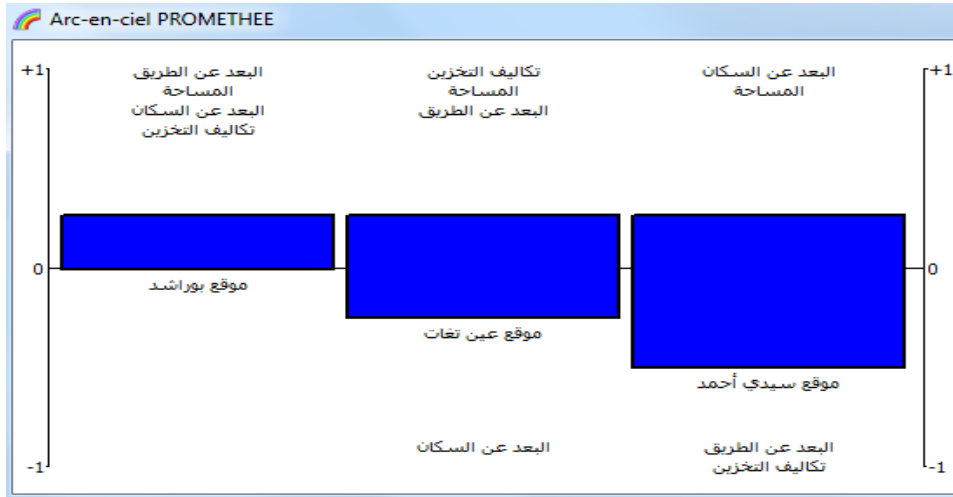 Arc-en-ciel PROMETHEE
+1
البعد عن الطريق
المساحة
البعد عن السكان
تكاليف التخزين
تكاليف التخزين
المساحة
البعد عن الطريق
البعد عن السكان
المساحة
+1
0
0
موقع بوراشد
موقع عين تغات
موقع سيدي أحمد
البعد عن السكان
البعد عن الطريق
تكاليف التخزين
-1
-1